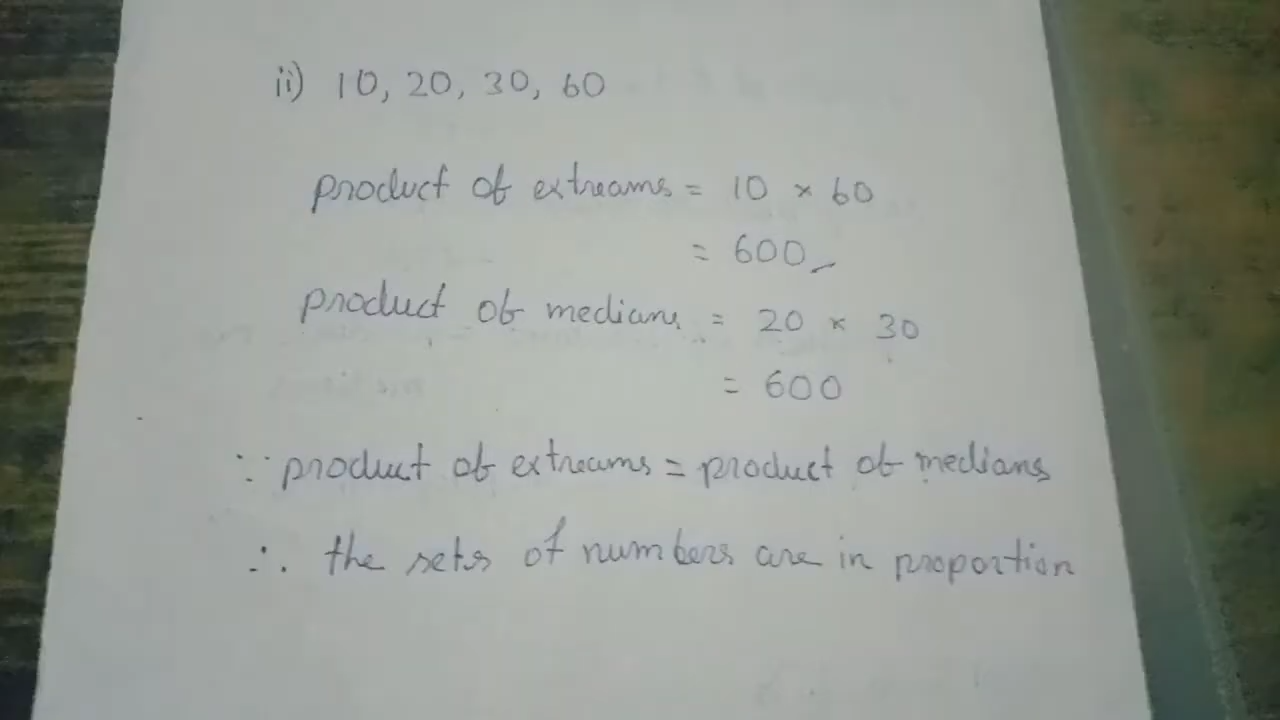 ii) 10, 20, 30, 60
product of extreams = 10 × 60
= 600
product of medians = 20 × 30
= 600
∵ product of extreams = product of medians
∴ the sets of numbers are in proportion